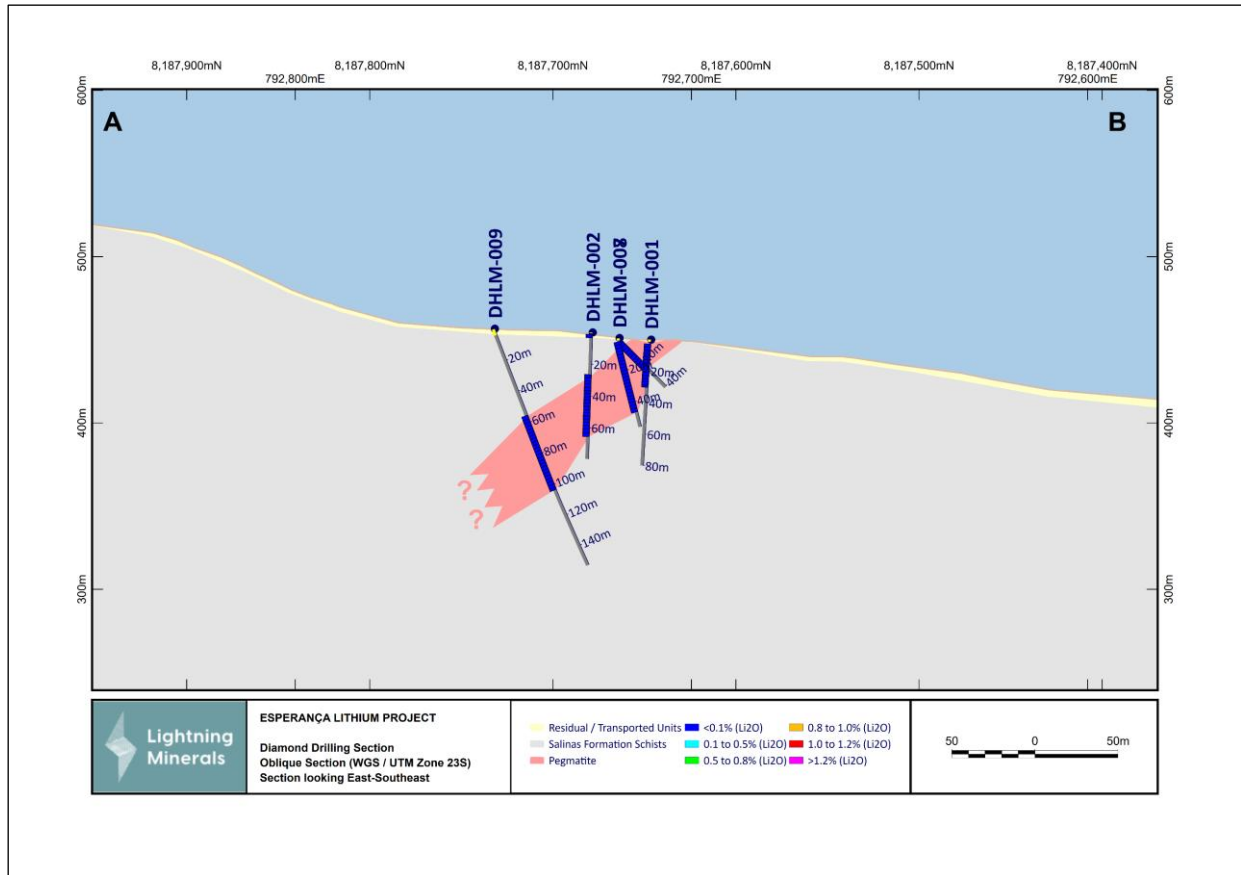 8,187,900mN 8,187,800mN 8,187,700mN 8,187,600mN 8,187,500mN 8,187,400mN
792,800mE 792,700mE 792,600mE
600m 600m
A B
500m 500m
400m 400m
300m 300m
DHLM-009
DHLM-002
DHLM-001
20m
40m
60m
80m
100m
120m
140m
20m
40m
60m
20m
40m
40m
20m
40m
60m
80m
?
?
Lightning
Minerals
ESPERANÇA LITHIUM PROJECT
Diamond Drilling Section
Oblique Section (WGS / UTM Zone 23S)
Section looking East-Southeast
Residual / Transported Units <0.1% (Li2O) 0.8 to 1.0% (Li2O)
Salinas Formation Schists 0.1 to 0.5% (Li2O) 1.0 to 1.2% (Li2O)
Pegmatite 0.5 to 0.8% (Li2O) >1.2% (Li2O)
50 0 50m